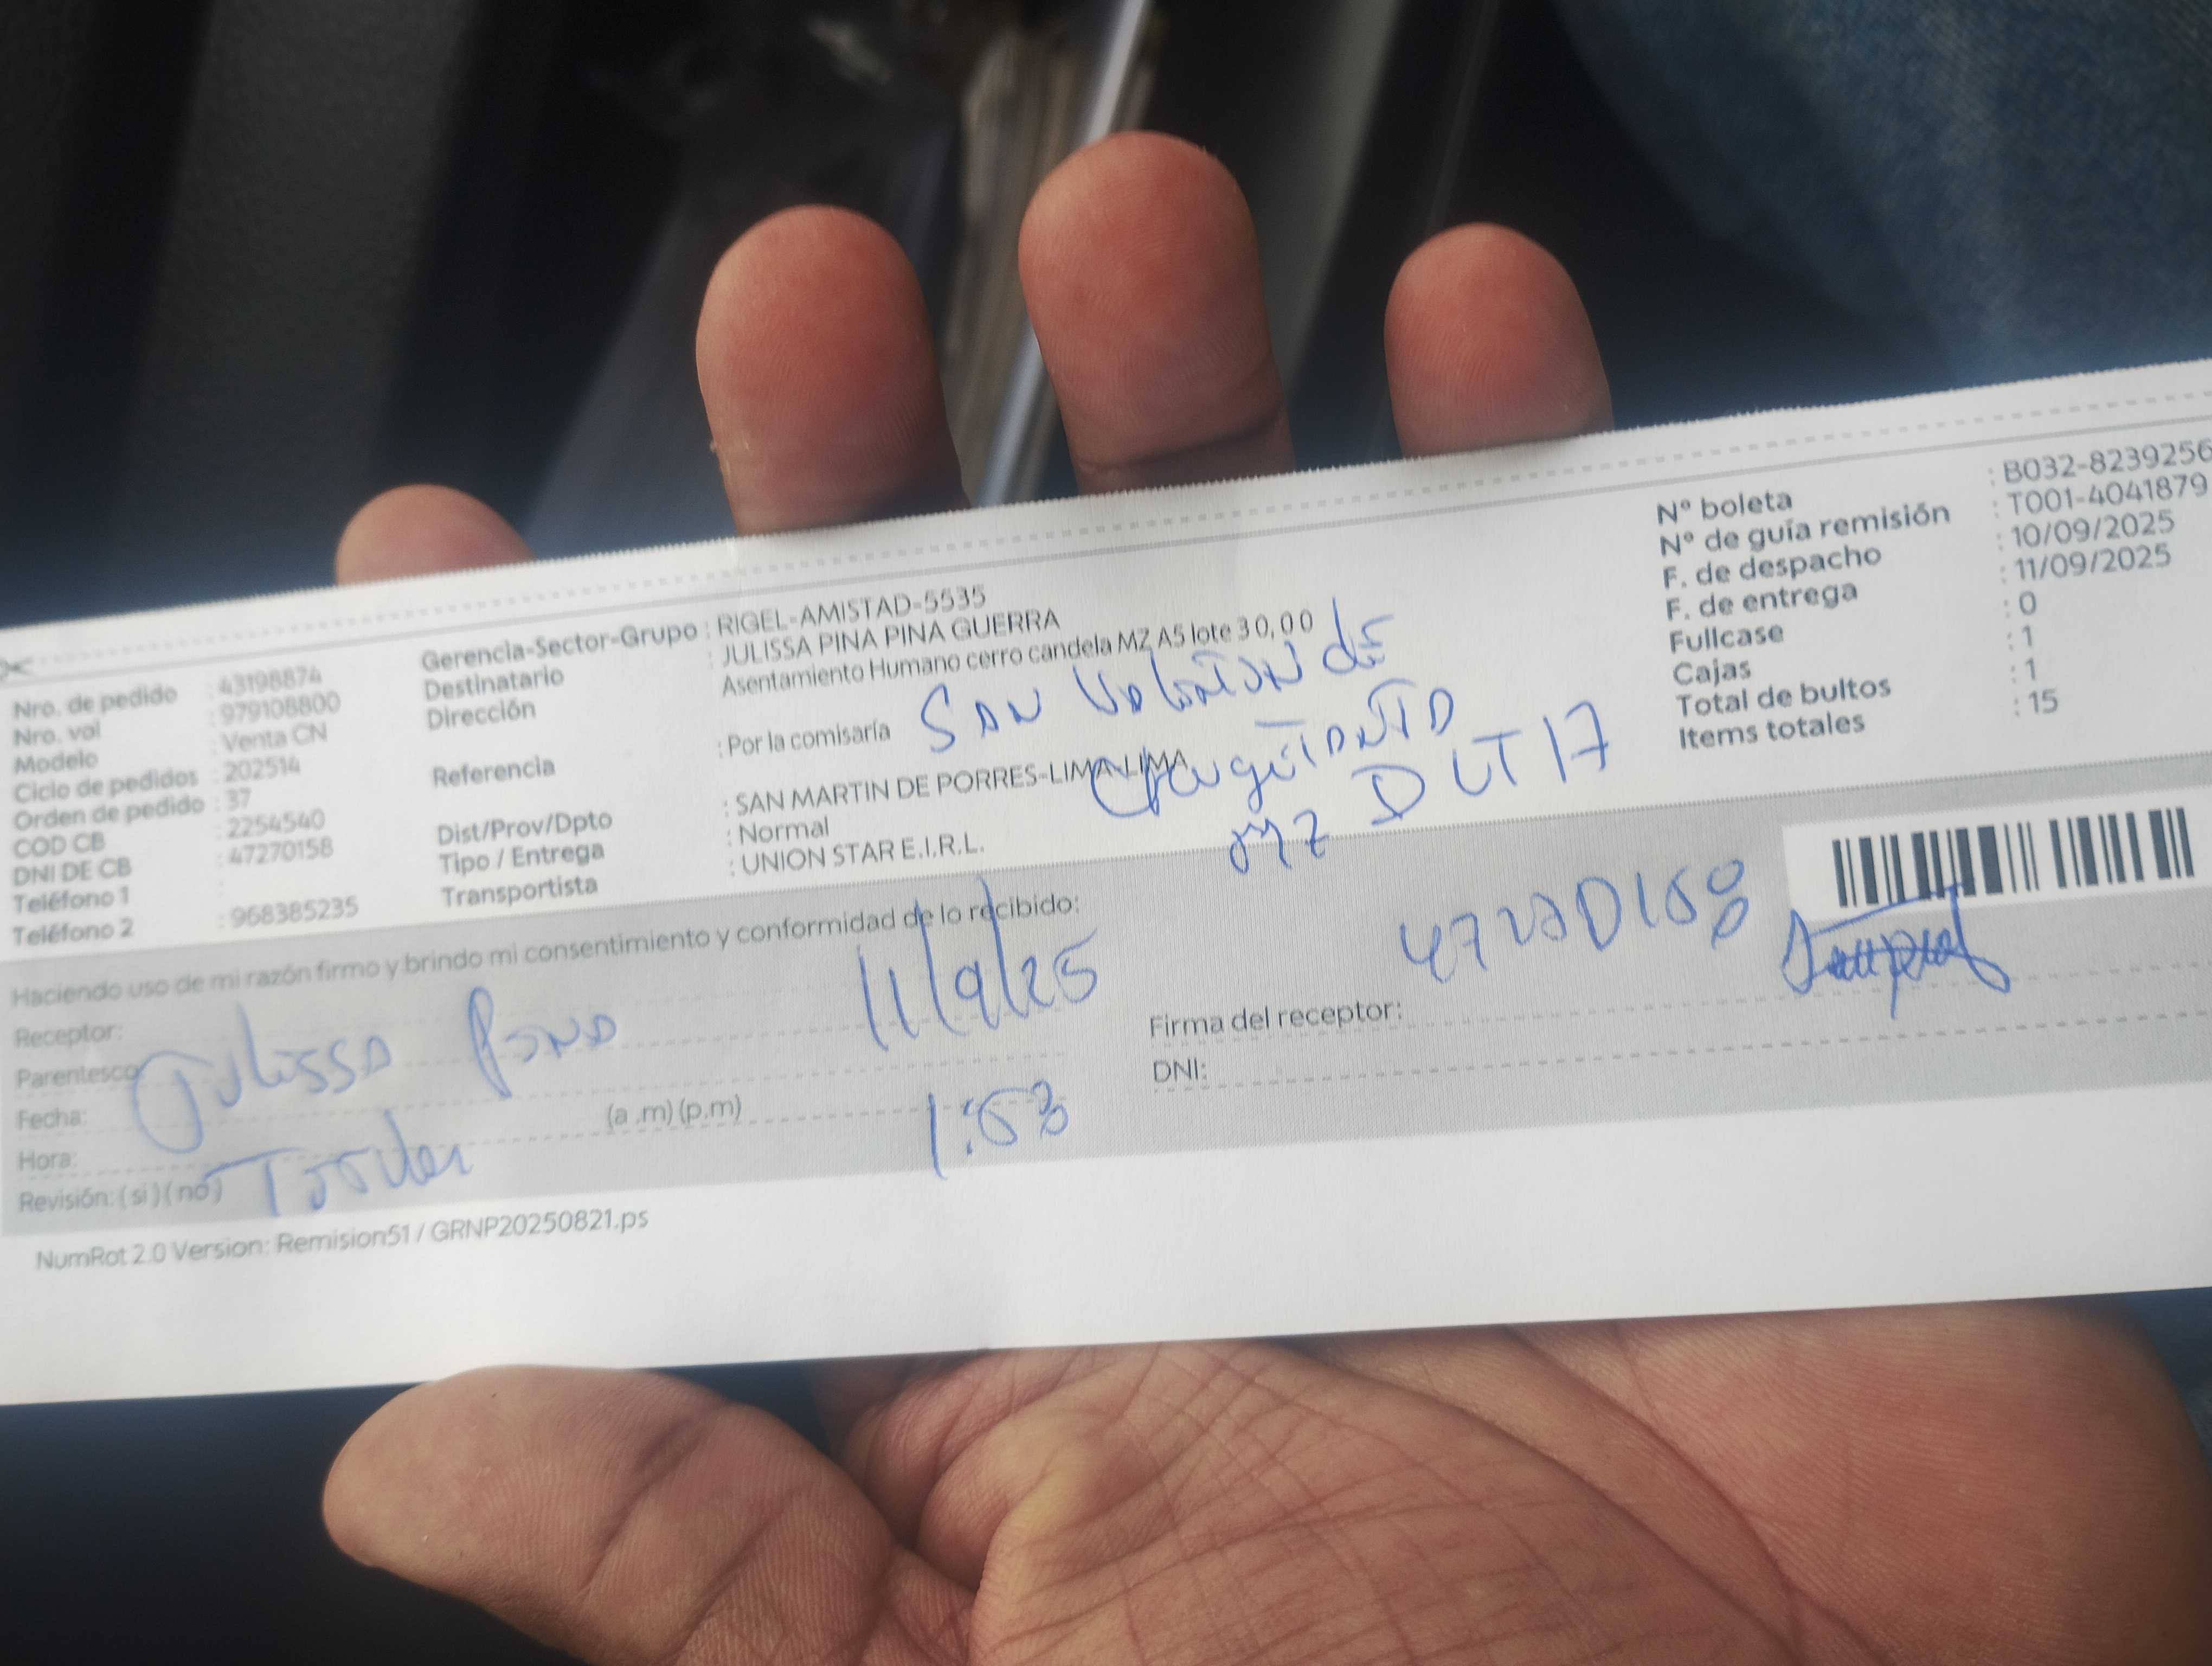 Nro. de pedido : 43198874
Nro. val : 979108800
Modelo : Venta CN
Ciclo de pedidos : 202514
Orden de pedido : 37
COD CB : 2254540
DNI DE CB : 47270158
Teléfono 1 :
Teléfono 2 : 968385235
Gerencia-Sector-Grupo : RIGEL-AMISTAD-5535
Destinatario : JULISSA PINA PINA GUERRA
Dirección : Asentamiento Humano cerro candela MZ A5 lote 30,00
Referencia : Por la comisaría
Dist/Prov/Dpto : SAN MARTIN DE PORRES-LIMA-LIMA
Tipo / Entrega : Normal
Transportista : UNION STAR E.I.R.L.
SAN de
MZ D LT 17
N° boleta : B032-8239256
N° de guía remisión : T001-4041879
F. de despacho : 10/09/2025
F. de entrega : 11/09/2025
Fullcase : 0
Cajas : 1
Total de bultos : 1
Items totales : 15
Haciendo uso de mi razón firmo y brindo mi consentimiento y conformidad de lo recibido:
Receptor:
Parentesco:
Fecha:
Hora: (a .m) (p.m)
Revisión: ( si ) ( no )
Julissa Pina
11/9/25
1:53
47270158
Firma del receptor:
DNI:
NumRot 2.0 Version: Remision51 / GRNP20250821.ps